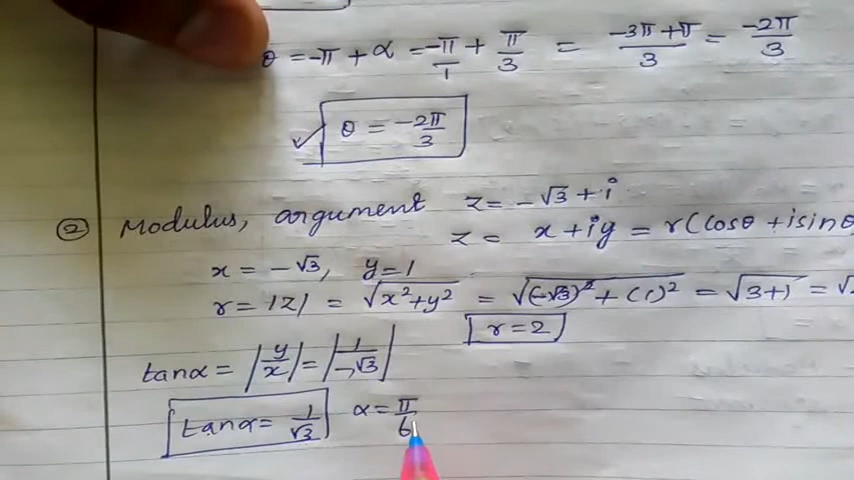 θ = -π + α = -π/1 + π/3 = -3π+π/3 = -2π/3
θ = -2π/3
② Modulus, argument z = -√3 + i
z = x + iy = r(cosθ + isinθ
x = -√3, y = 1
r = |z| = √x²+y² = √(-√3)² + (1)² = √3+1 = √
r = 2
tanα = |y/x| = |1/-√3|
tanα = 1/√3 α = π/6